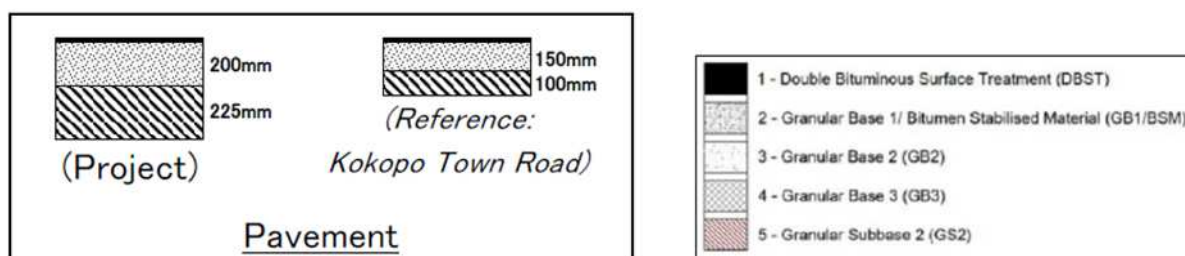 200mm
225mm
(Project)
150mm
100mm
(Reference:
Kokopo Town Road)
Pavement
1 - Double Bituminous Surface Treatment (DBST)
2 - Granular Base 1/ Bitumen Stabilised Material (GB1/BSM)
3 - Granular Base 2 (GB2)
4 - Granular Base 3 (GB3)
5 - Granular Subbase 2 (GS2)